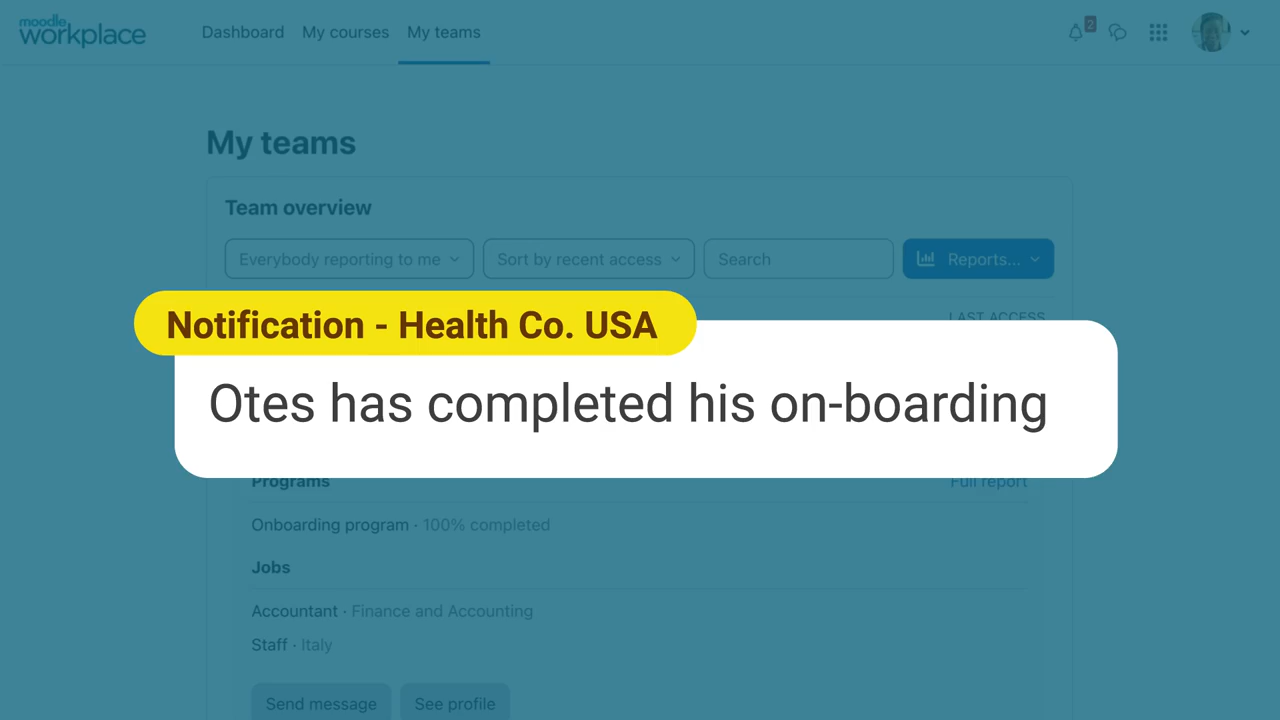 moodle
workplace
Dashboard My courses My teams
2
My teams
Team overview
Everybody reporting to me Sort by recent access Search Reports...
LAST ACCESS
Notification - Health Co. USA
Otes has completed his on-boarding
Programs Full report
Onboarding program · 100% completed
Jobs
Accountant · Finance and Accounting
Staff · Italy
Send message See profile